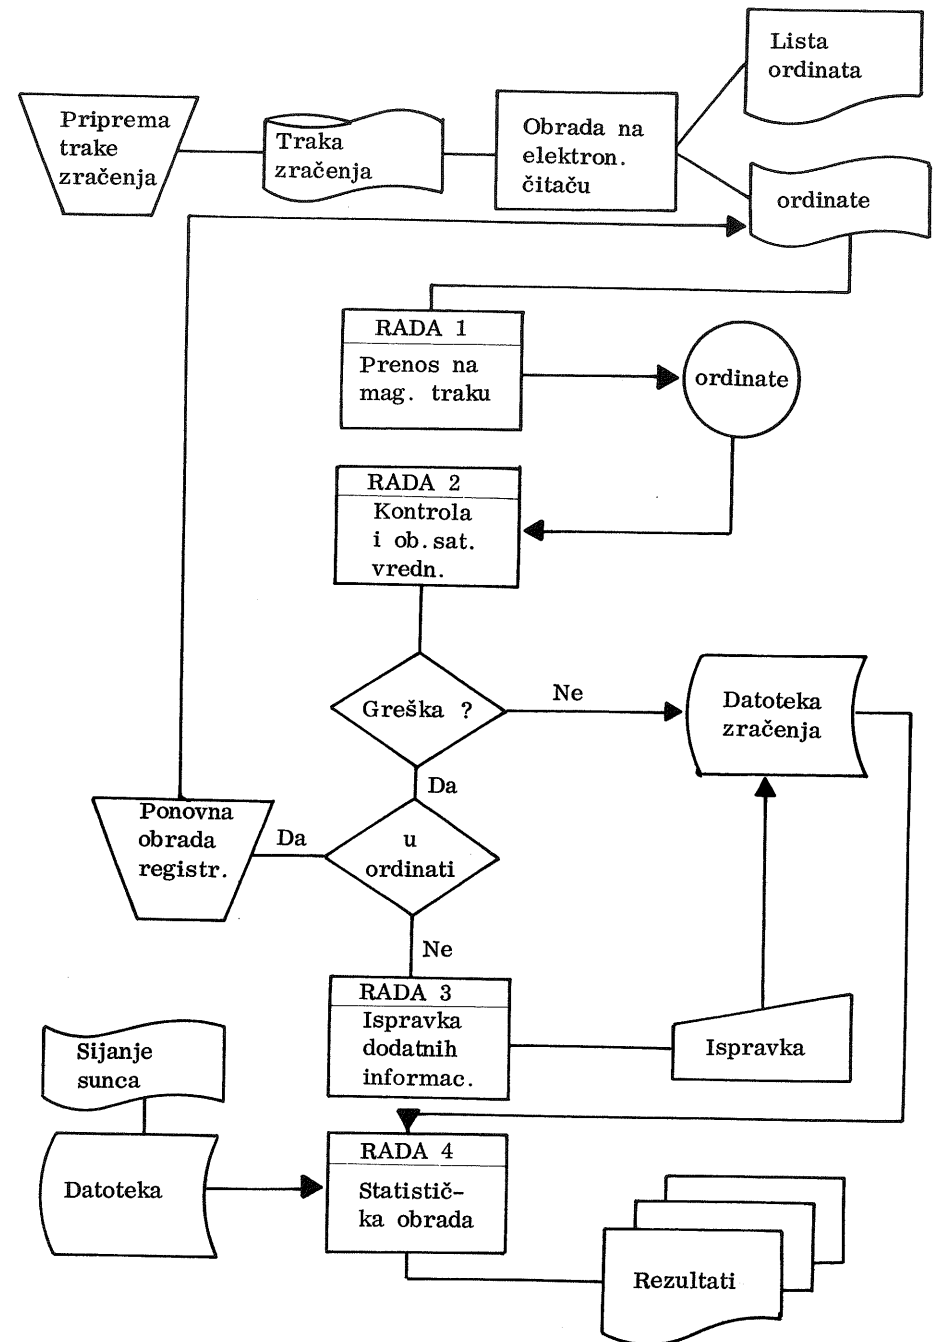 Lista
ordinata
Priprema
trake
zračenja
Traka
zračenja
Obrada na
elektron.
čitaču
ordinate
RADA 1
Prenos na
mag. traku
ordinate
RADA 2
Kontrola
i ob. sat.
vredn.
Greška ?
Ne
Datoteka
zračenja
Da
Ponovna
obrada
registr.
Da
u
ordinati
Ne
RADA 3
Ispravka
dodatnih
informac.
Ispravka
Sijanje
sunca
Datoteka
RADA 4
Statistič-
ka obrada
Rezultati